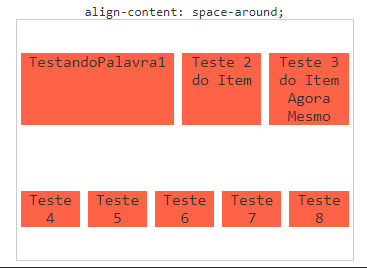 align-content: space-around;
TestandoPalavra1
Teste 2
do Item
Teste 3
do Item
Agora
Mesmo
Teste
4
Teste
5
Teste
6
Teste
7
Teste
8